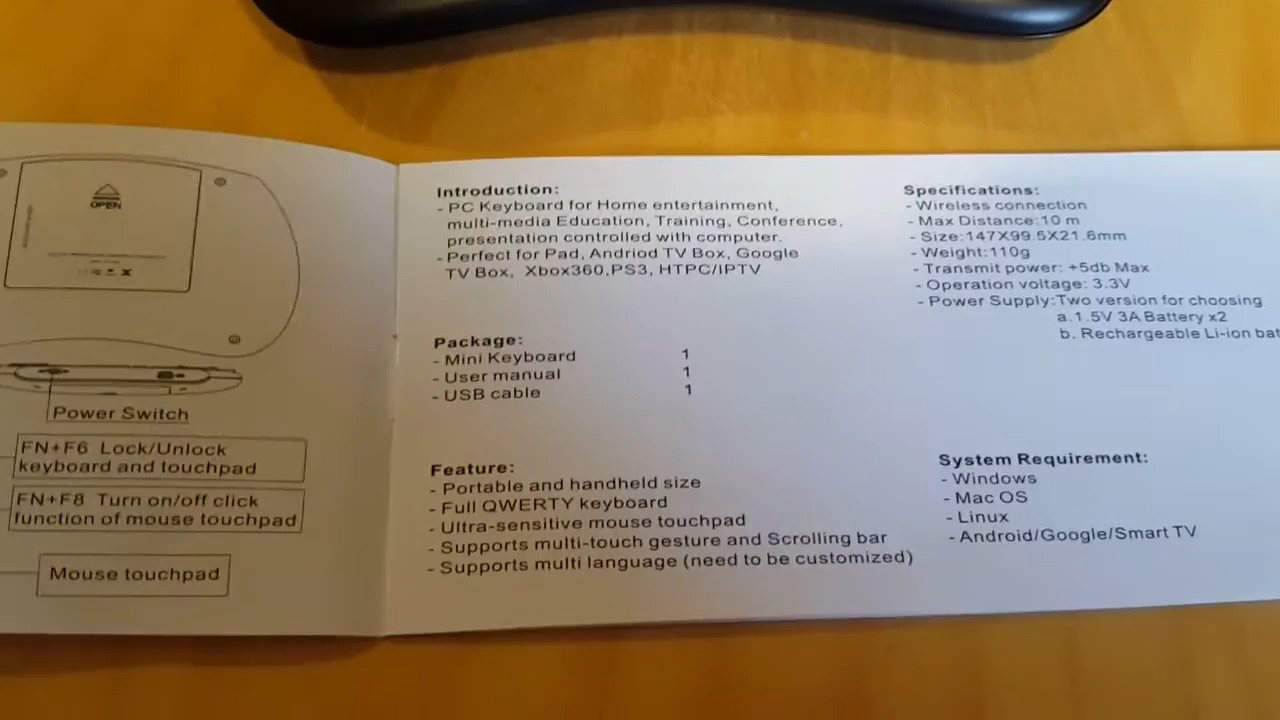 OPEN
Power Switch
FN+F6 Lock/Unlock
keyboard and touchpad
FN+F8 Turn on/off click
function of mouse touchpad
Mouse touchpad
Introduction:
- PC Keyboard for Home entertainment,
multi-media Education, Training, Conference,
presentation controlled with computer.
- Perfect for Pad, Andriod TV Box, Google
TV Box, Xbox360,PS3, HTPC/IPTV
Package:
- Mini Keyboard 1
- User manual 1
- USB cable 1
Feature:
- Portable and handheld size
- Full QWERTY keyboard
- Ultra-sensitive mouse touchpad
- Supports multi-touch gesture and Scrolling bar
- Supports multi language (need to be customized)
Specifications:
- Wireless connection
- Max Distance:10 m
- Size:147X99.5X21.6mm
- Weight:110g
- Transmit power: +5db Max
- Operation voltage: 3.3V
- Power Supply:Two version for choosing
a.1.5V 3A Battery x2
b. Rechargeable Li-ion bat
System Requirement:
- Windows
- Mac OS
- Linux
- Android/Google/Smart TV